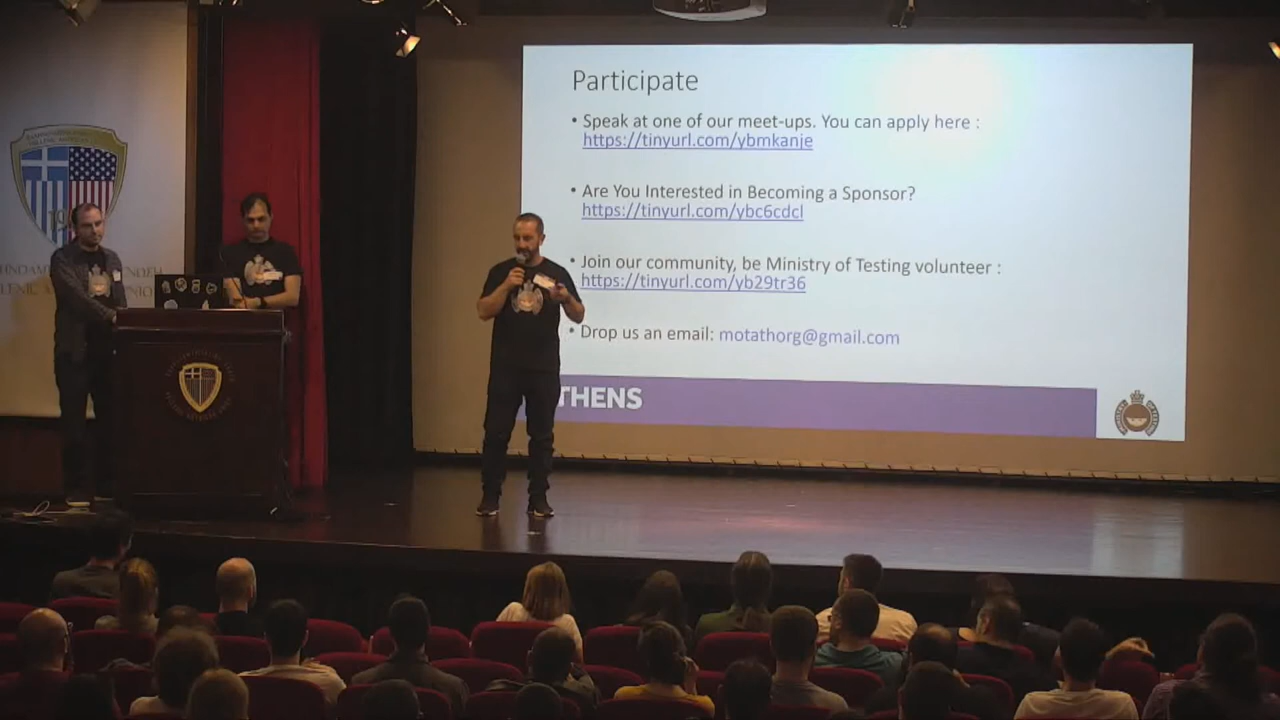 Participate
• Speak at one of our meet-ups. You can apply here :
https://tinyurl.com/ybmkanje
• Are You Interested in Becoming a Sponsor?
https://tinyurl.com/ybc6cdcl
• Join our community, be Ministry of Testing volunteer :
https://tinyurl.com/yb29tr36
• Drop us an email: motathorg@gmail.com
THENS